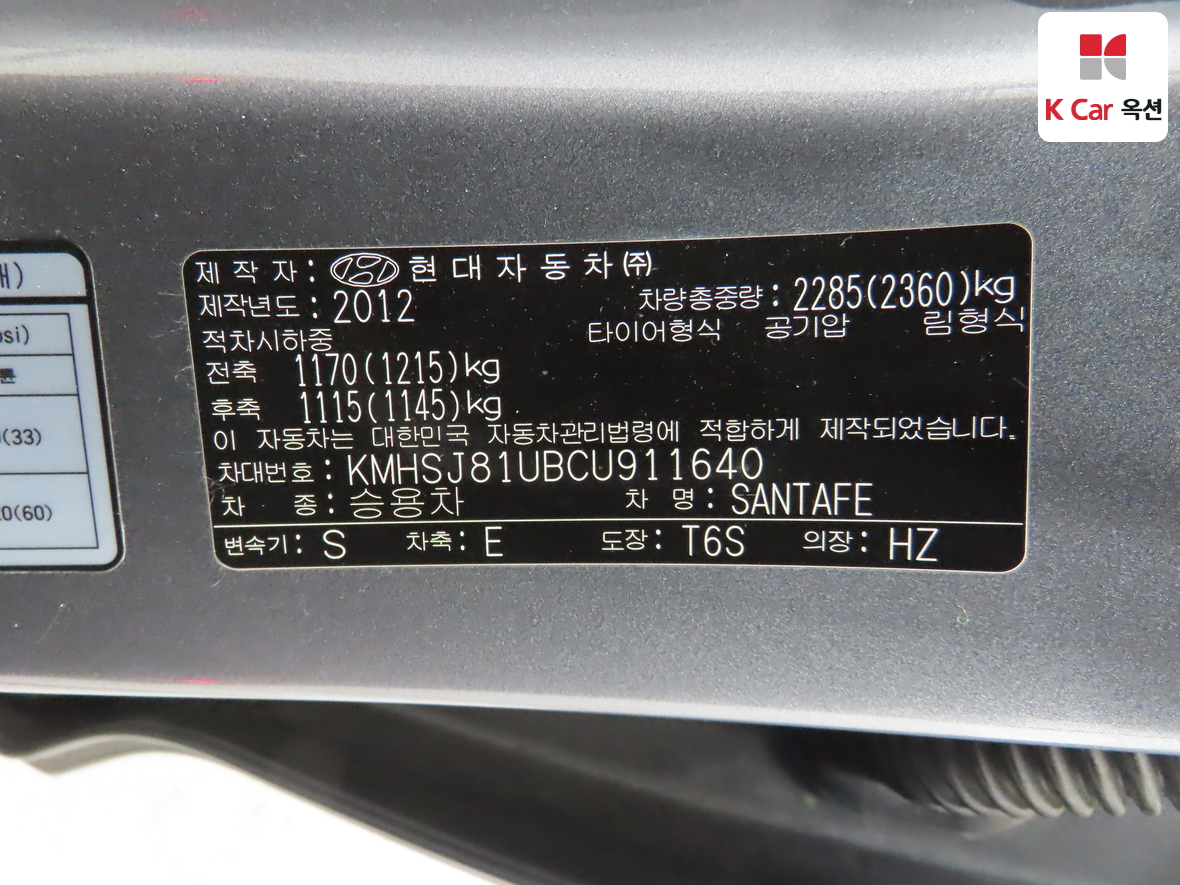 K Car 옥션
제 작 자 : 현대자동차㈜
제작년도 : 2012
차량총중량 : 2285(2360)kg
적차시하중
타이어형식 공기압 림형식
전축 1170(1215)kg
후축 1115(1145)kg
이 자동차는 대한민국 자동차관리법령에 적합하게 제작되었습니다.
차대번호 : KMHSJ81UBCU911640
차 종 : 승용차 차 명 : SANTAFE
변속기 : S 차축 : E 도장 : T6S 의장 : HZ
(33)
0(60)